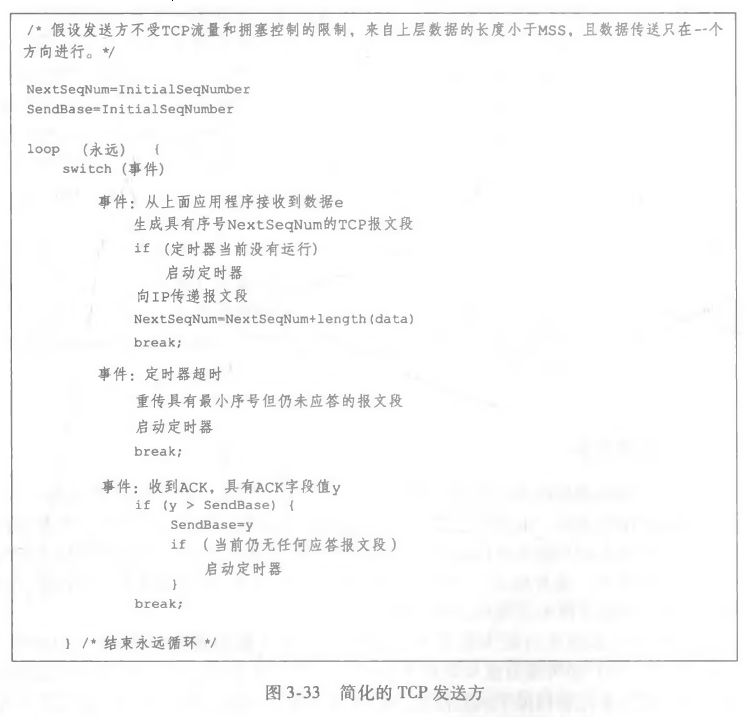 /* 假设发送方不受TCP流量和拥塞控制的限制，来自上层数据的长度小于MSS，且数据传送只在--个
方向进行。*/
NextSeqNum=InitialSeqNumber
SendBase=InitialSeqNumber
loop （永远） {
switch（事件）
事件：从上面应用程序接收到数据e
生成具有序号NextSeqNum的TCP报文段
if （定时器当前没有运行）
启动定时器
向IP传递报文段
NextSeqNum=NextSeqNum+length(data)
break;
事件：定时器超时
重传具有最小序号但仍未应答的报文段
启动定时器
break;
事件：收到ACK，具有ACK字段值y
if (y > SendBase) {
SendBase=y
if （当前仍无任何应答报文段）
启动定时器
}
break;
} /* 结束永远循环 */
图 3-33 简化的 TCP 发送方